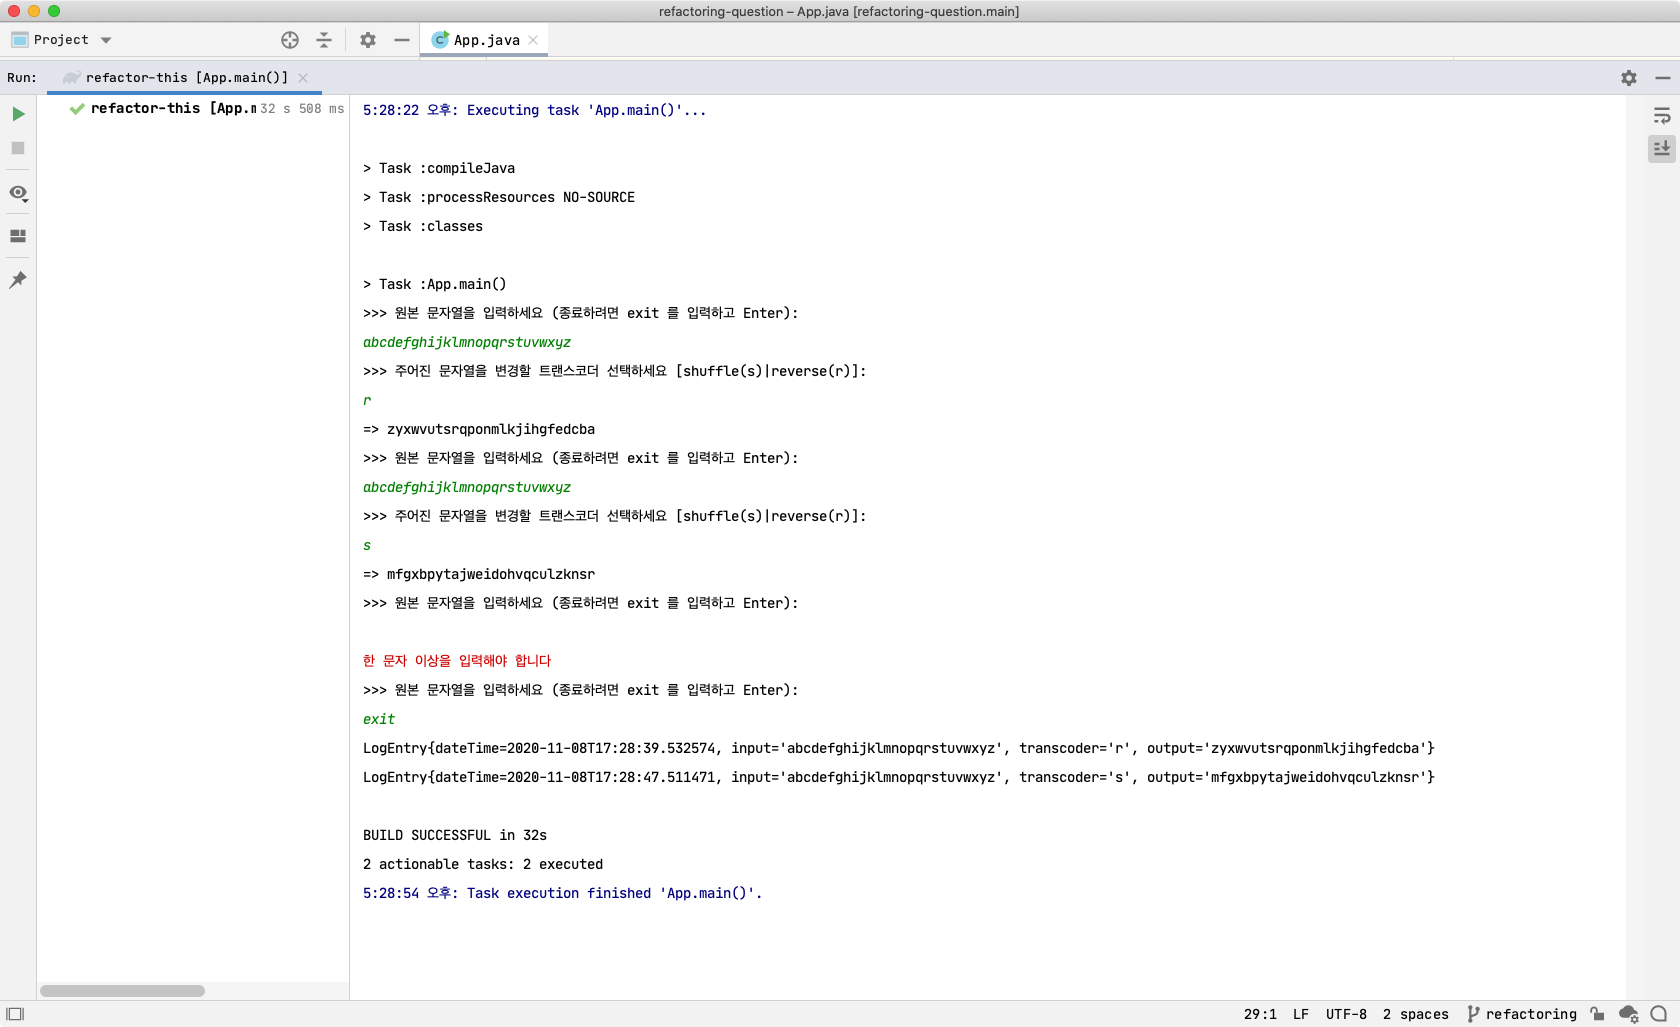 refactoring-question – App.java [refactoring-question.main]
Project
App.java
Run: refactor-this [App.main()]
refactor-this [App.m 32 s 508 ms
5:28:22 오후: Executing task 'App.main()'...
> Task :compileJava
> Task :processResources NO-SOURCE
> Task :classes
> Task :App.main()
>>> 원본 문자열을 입력하세요 (종료하려면 exit 를 입력하고 Enter):
abcdefghijklmnopqrstuvwxyz
>>> 주어진 문자열을 변경할 트랜스코더 선택하세요 [shuffle(s)|reverse(r)]:
r
=> zyxwvutsrqponmlkjihgfedcba
>>> 원본 문자열을 입력하세요 (종료하려면 exit 를 입력하고 Enter):
abcdefghijklmnopqrstuvwxyz
>>> 주어진 문자열을 변경할 트랜스코더 선택하세요 [shuffle(s)|reverse(r)]:
s
=> mfgxbpytajweidohvqculzknsr
>>> 원본 문자열을 입력하세요 (종료하려면 exit 를 입력하고 Enter):
한 문자 이상을 입력해야 합니다
>>> 원본 문자열을 입력하세요 (종료하려면 exit 를 입력하고 Enter):
exit
LogEntry{dateTime=2020-11-08T17:28:39.532574, input='abcdefghijklmnopqrstuvwxyz', transcoder='r', output='zyxwvutsrqponmlkjihgfedcba'}
LogEntry{dateTime=2020-11-08T17:28:47.511471, input='abcdefghijklmnopqrstuvwxyz', transcoder='s', output='mfgxbpytajweidohvqculzknsr'}
BUILD SUCCESSFUL in 32s
2 actionable tasks: 2 executed
5:28:54 오후: Task execution finished 'App.main()'.
29:1 LF UTF-8 2 spaces refactoring